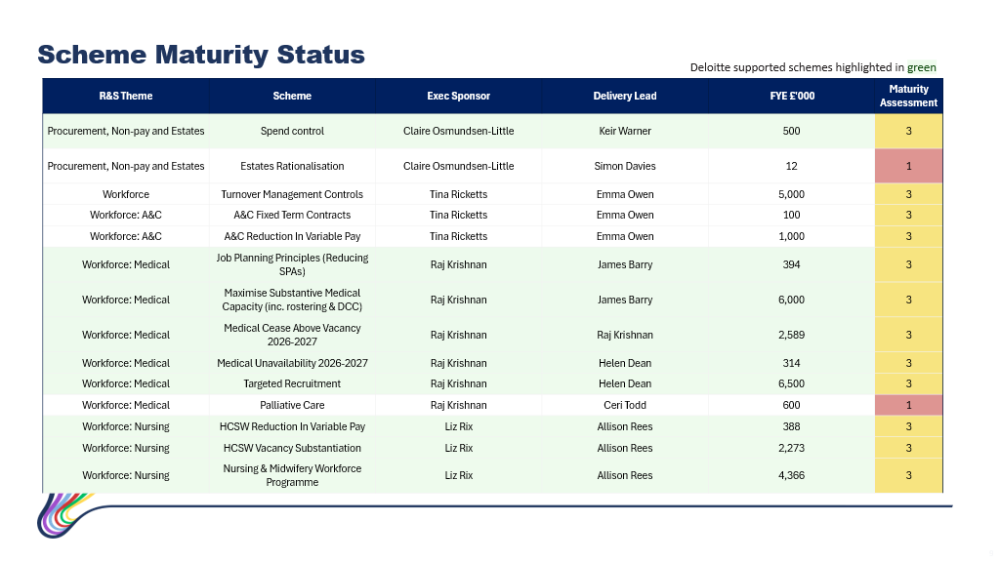 Scheme Maturity Status
Deloitte supported schemes highlighted in green
R&S Theme Scheme Exec Sponsor Delivery Lead FYE £'000 Maturity Assessment
Procurement, Non-pay and Estates Spend control Claire Osmundsen-Little Keir Warner 500 3
Procurement, Non-pay and Estates Estates Rationalisation Claire Osmundsen-Little Simon Davies 12 1
Workforce Turnover Management Controls Tina Ricketts Emma Owen 5,000 3
Workforce: A&C A&C Fixed Term Contracts Tina Ricketts Emma Owen 100 3
Workforce: A&C A&C Reduction In Variable Pay Tina Ricketts Emma Owen 1,000 3
Workforce: Medical Job Planning Principles (Reducing SPAs) Raj Krishnan James Barry 394 3
Workforce: Medical Maximise Substantive Medical Capacity (inc. rostering & DCC) Raj Krishnan James Barry 6,000 3
Workforce: Medical Medical Cease Above Vacancy 2026-2027 Raj Krishnan Raj Krishnan 2,589 3
Workforce: Medical Medical Unavailability 2026-2027 Raj Krishnan Helen Dean 314 3
Workforce: Medical Targeted Recruitment Raj Krishnan Helen Dean 6,500 3
Workforce: Medical Palliative Care Raj Krishnan Ceri Todd 600 1
Workforce: Nursing HCSW Reduction In Variable Pay Liz Rix Allison Rees 388 3
Workforce: Nursing HCSW Vacancy Substantiation Liz Rix Allison Rees 2,273 3
Workforce: Nursing Nursing & Midwifery Workforce Programme Liz Rix Allison Rees 4,366 3